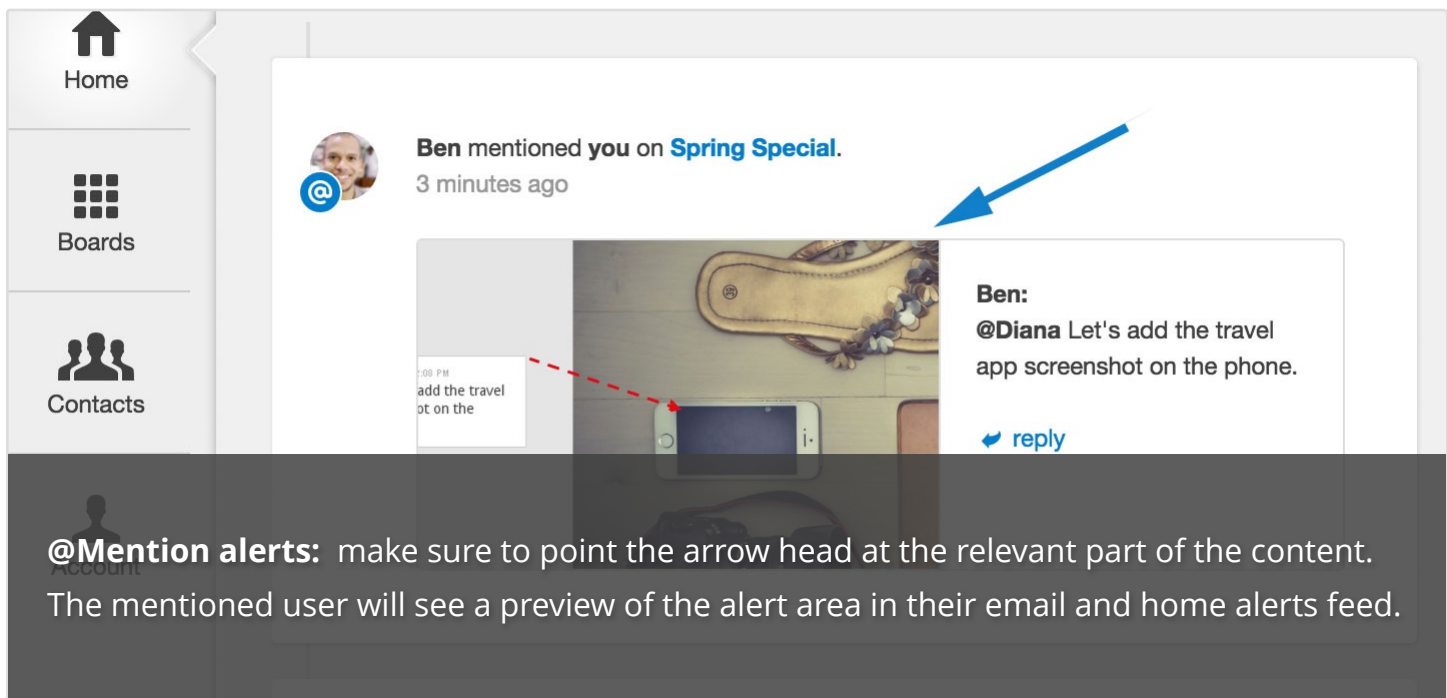 Home
Boards
Contacts
Account
Ben mentioned you on Spring Special.
3 minutes ago
:08 PM
add the travel
ot on the
Ben:
@Diana Let's add the travel
app screenshot on the phone.
reply
@Mention alerts: make sure to point the arrow head at the relevant part of the content.
The mentioned user will see a preview of the alert area in their email and home alerts feed.